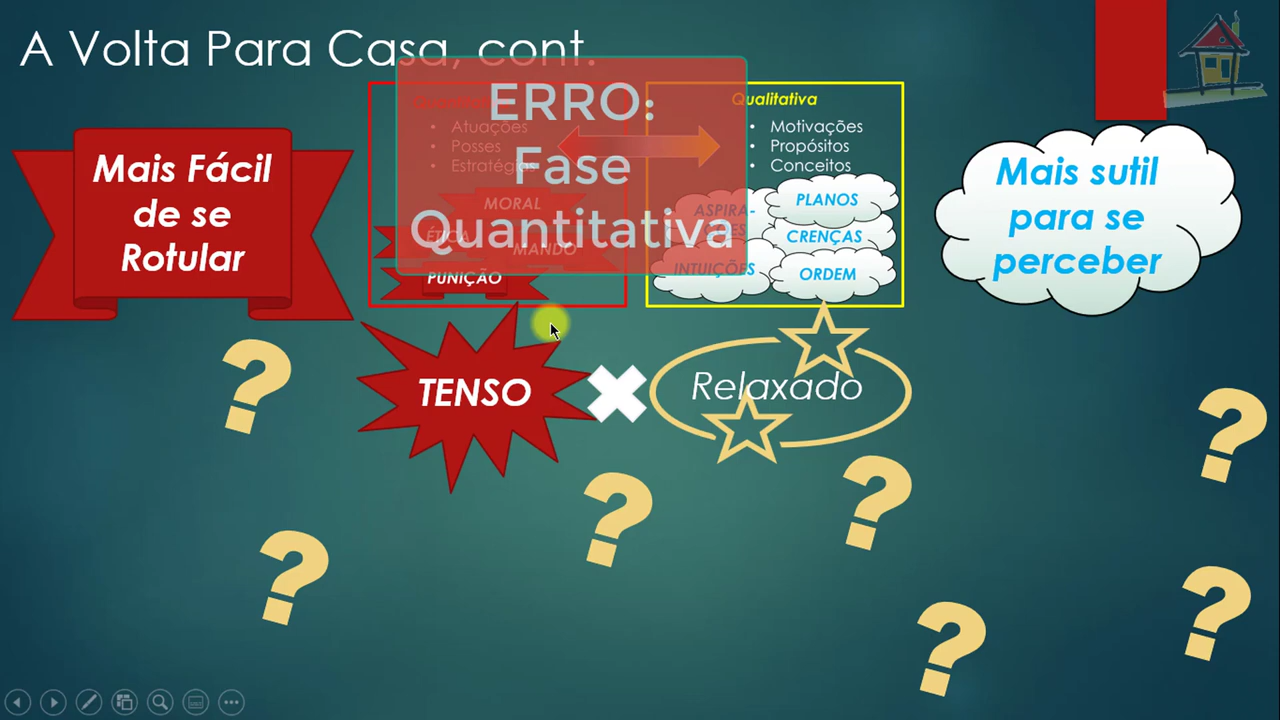 A Volta Para Casa, cont.
ERRO:
Fase
Quantitativa
Mais Fácil
de se
Rotular
Atuações
Posses
Estratégias
MORAL
ÉTICA
MANDO
PUNIÇÃO
Qualitativa
Motivações
Propósitos
Conceitos
ASPIRA-
PLANOS
CRENÇAS
INTUIÇÕES
ORDEM
Mais sutil
para se
perceber
TENSO
Relaxado
?
?
?
?
?
?
?